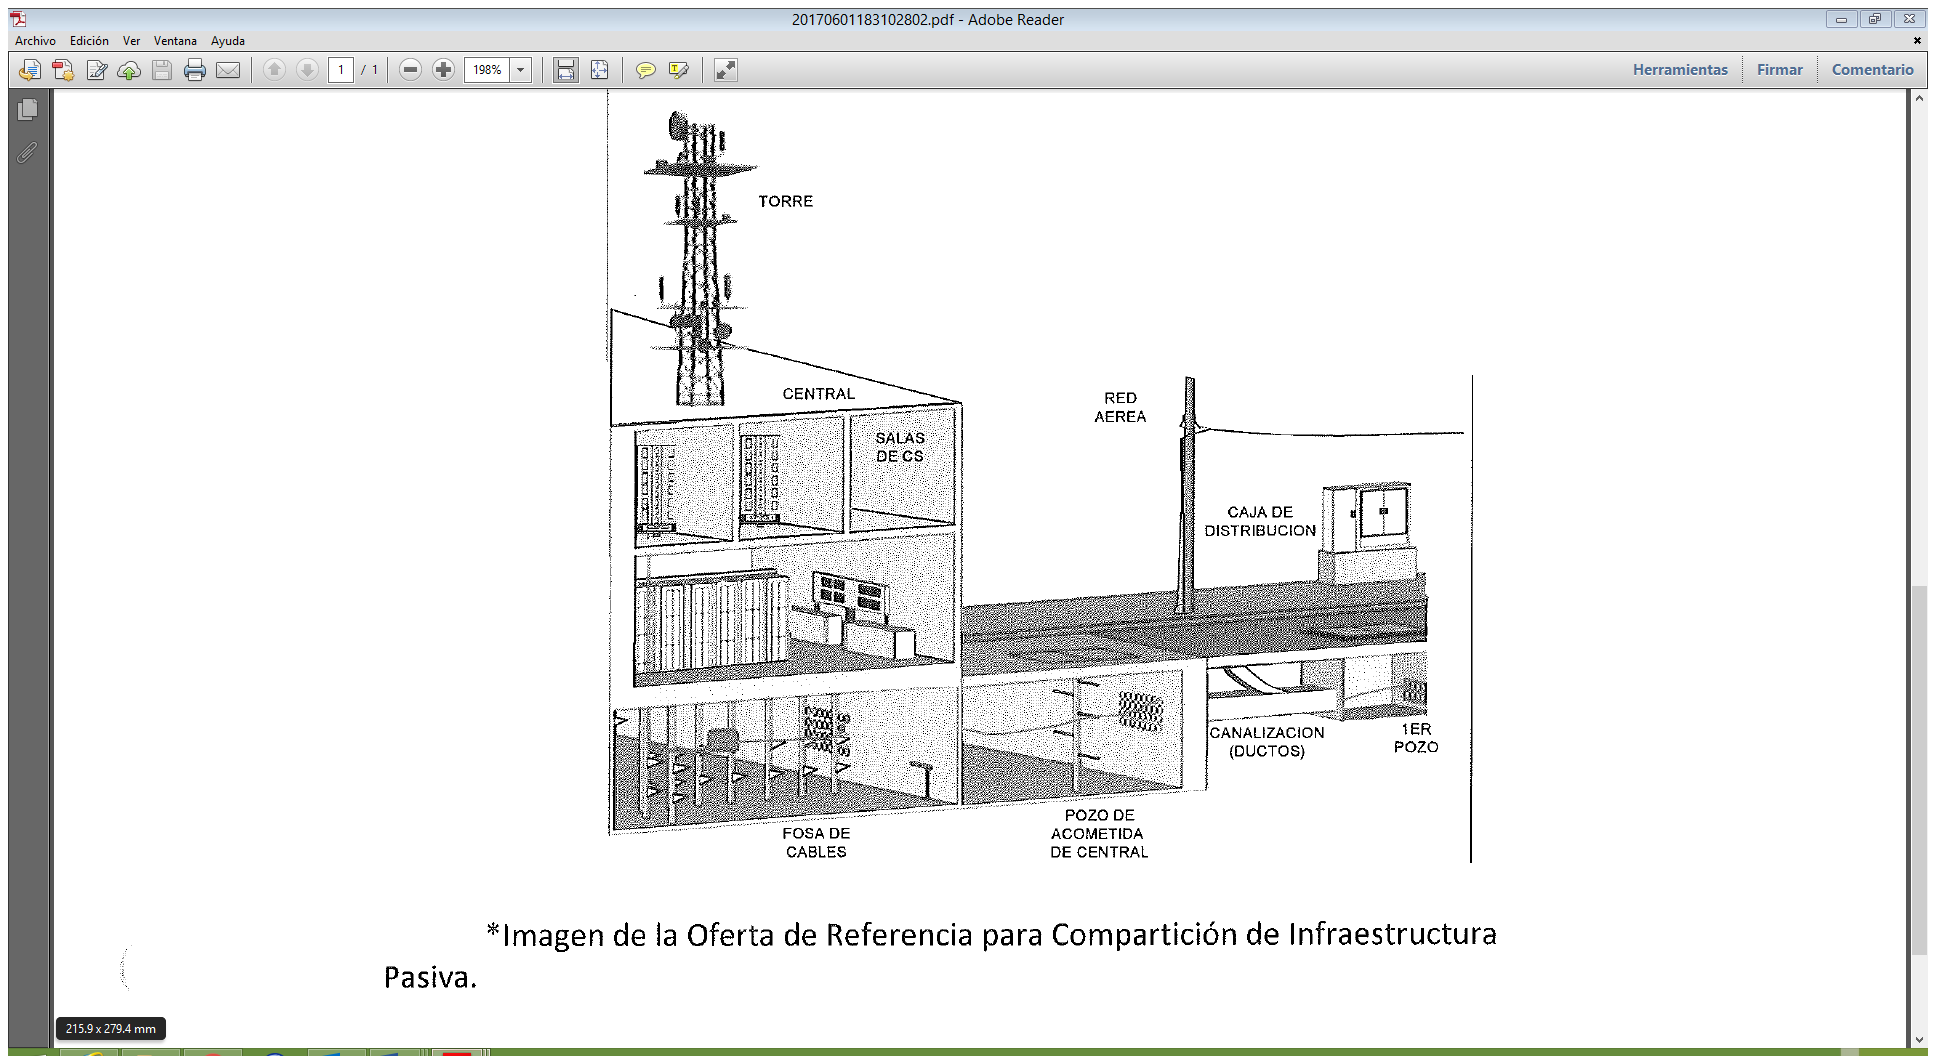 20170601183102802.pdf - Adobe Reader
Archivo Edición Ver Ventana Ayuda
1 / 1
198%
Herramientas Firmar Comentario
TORRE
CENTRAL
SALAS
DE CS
RED
AEREA
CAJA DE
DISTRIBUCION
CANALIZACION
(DUCTOS)
1ER
POZO
POZO DE
ACOMETIDA
DE CENTRAL
FOSA DE
CABLES
*Imagen de la Oferta de Referencia para Compartición de Infraestructura
Pasiva.
215.9 x 279.4 mm